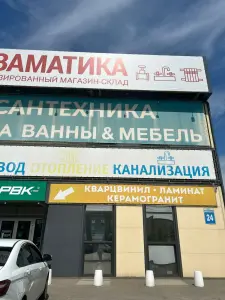 ЗАМАТИКА
ЗИРОВАННЫЙ МАГАЗИН-СКЛАД
САНТЕХНИКА
А ВАННЫ & МЕБЕЛЬ
ВОД ОТОПЛЕНИЕ КАНАЛИЗАЦИЯ
РВК
КВАРЦВИНИЛ - ЛАМИНАТ
КЕРАМОГРАНИТ
24